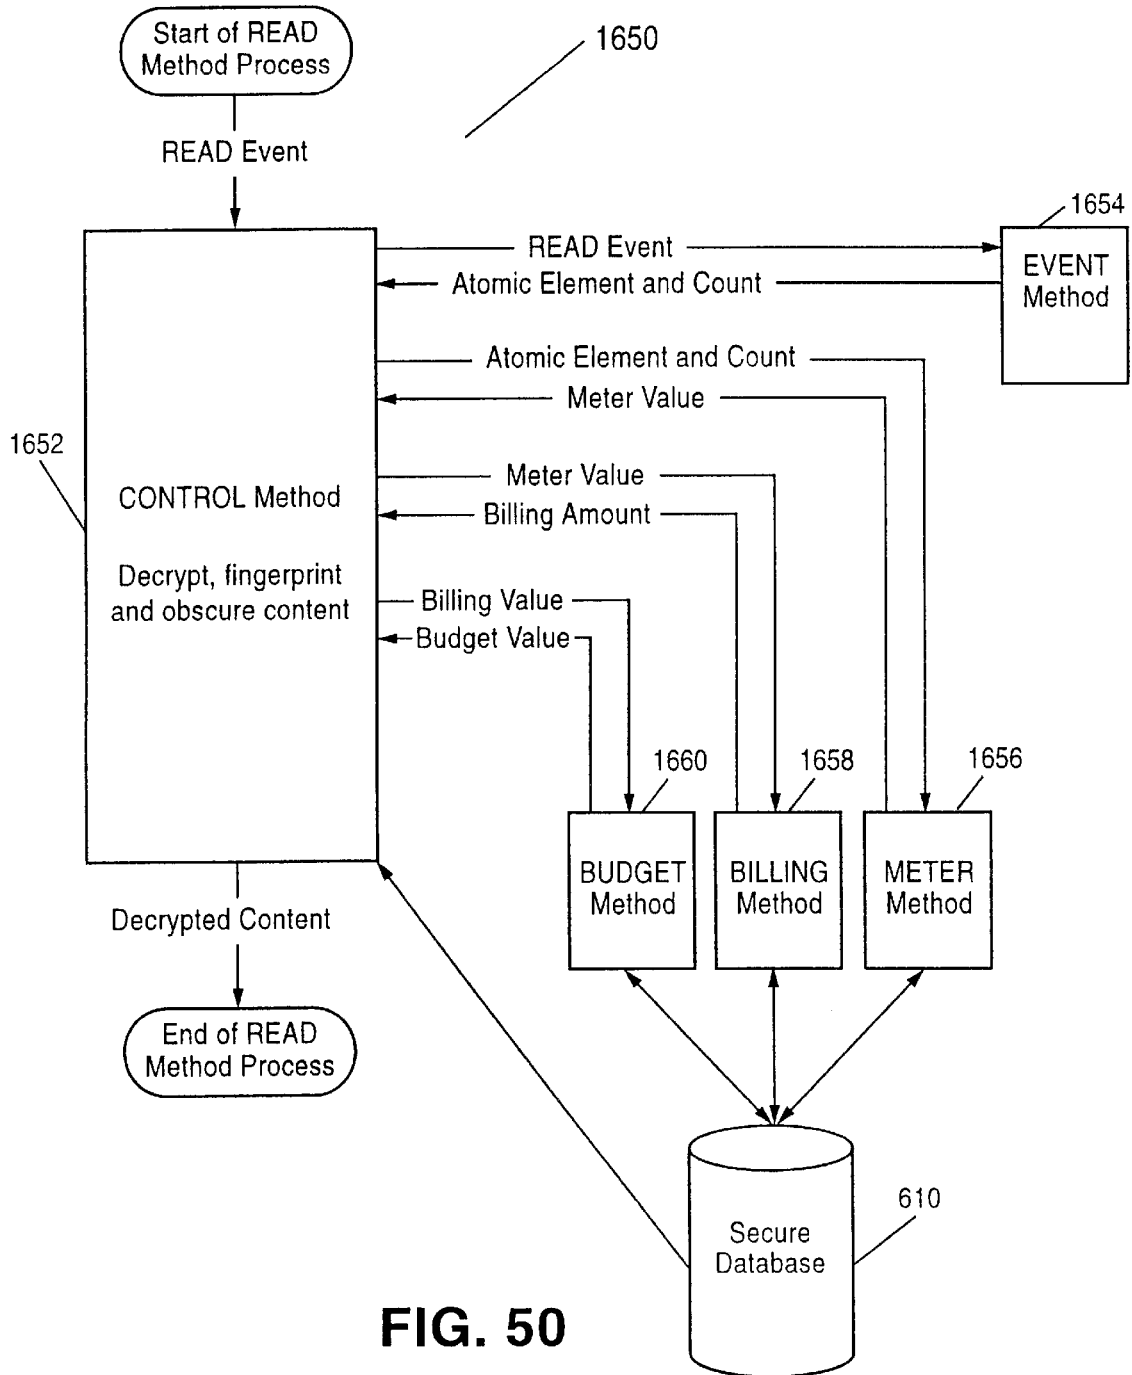 Start of READ
Method Process
1650
READ Event
1654
READ Event
EVENT
Method
Atomic Element and Count
Atomic Element and Count
Meter Value
1652
Meter Value
CONTROL Method
Billing Amount
Decrypt, fingerprint
and obscure content
Billing Value
Budget Value
1660
1658
1656
BUDGET
Method
BILLING
Method
METER
Method
Decrypted Content
End of READ
Method Process
610
Secure
Database
FIG. 50